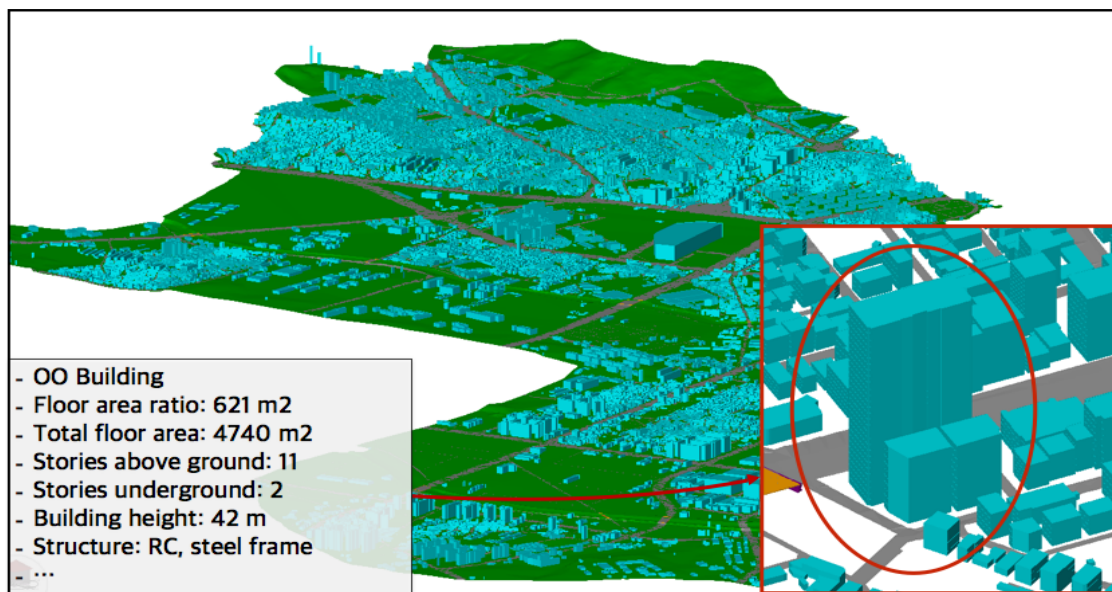 - OO Building
- Floor area ratio: 621 m2
- Total floor area: 4740 m2
- Stories above ground: 11
- Stories underground: 2
- Building height: 42 m
- Structure: RC, steel frame
- ...